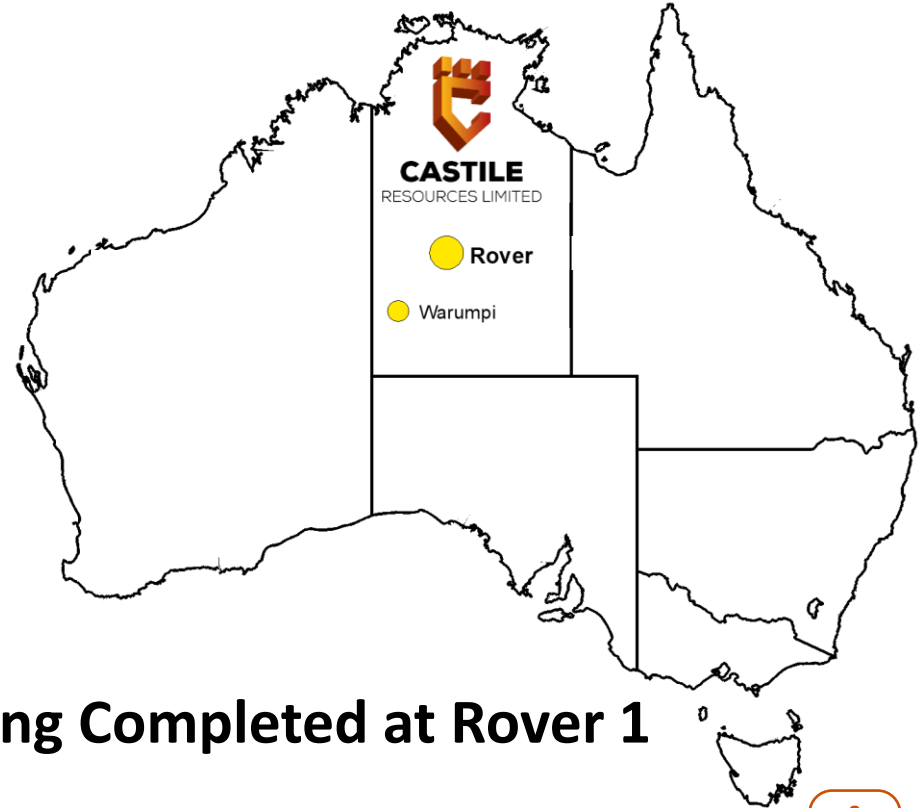 CASTILE
RESOURCES LIMITED
Rover
Warumpi
ng Completed at Rover 1